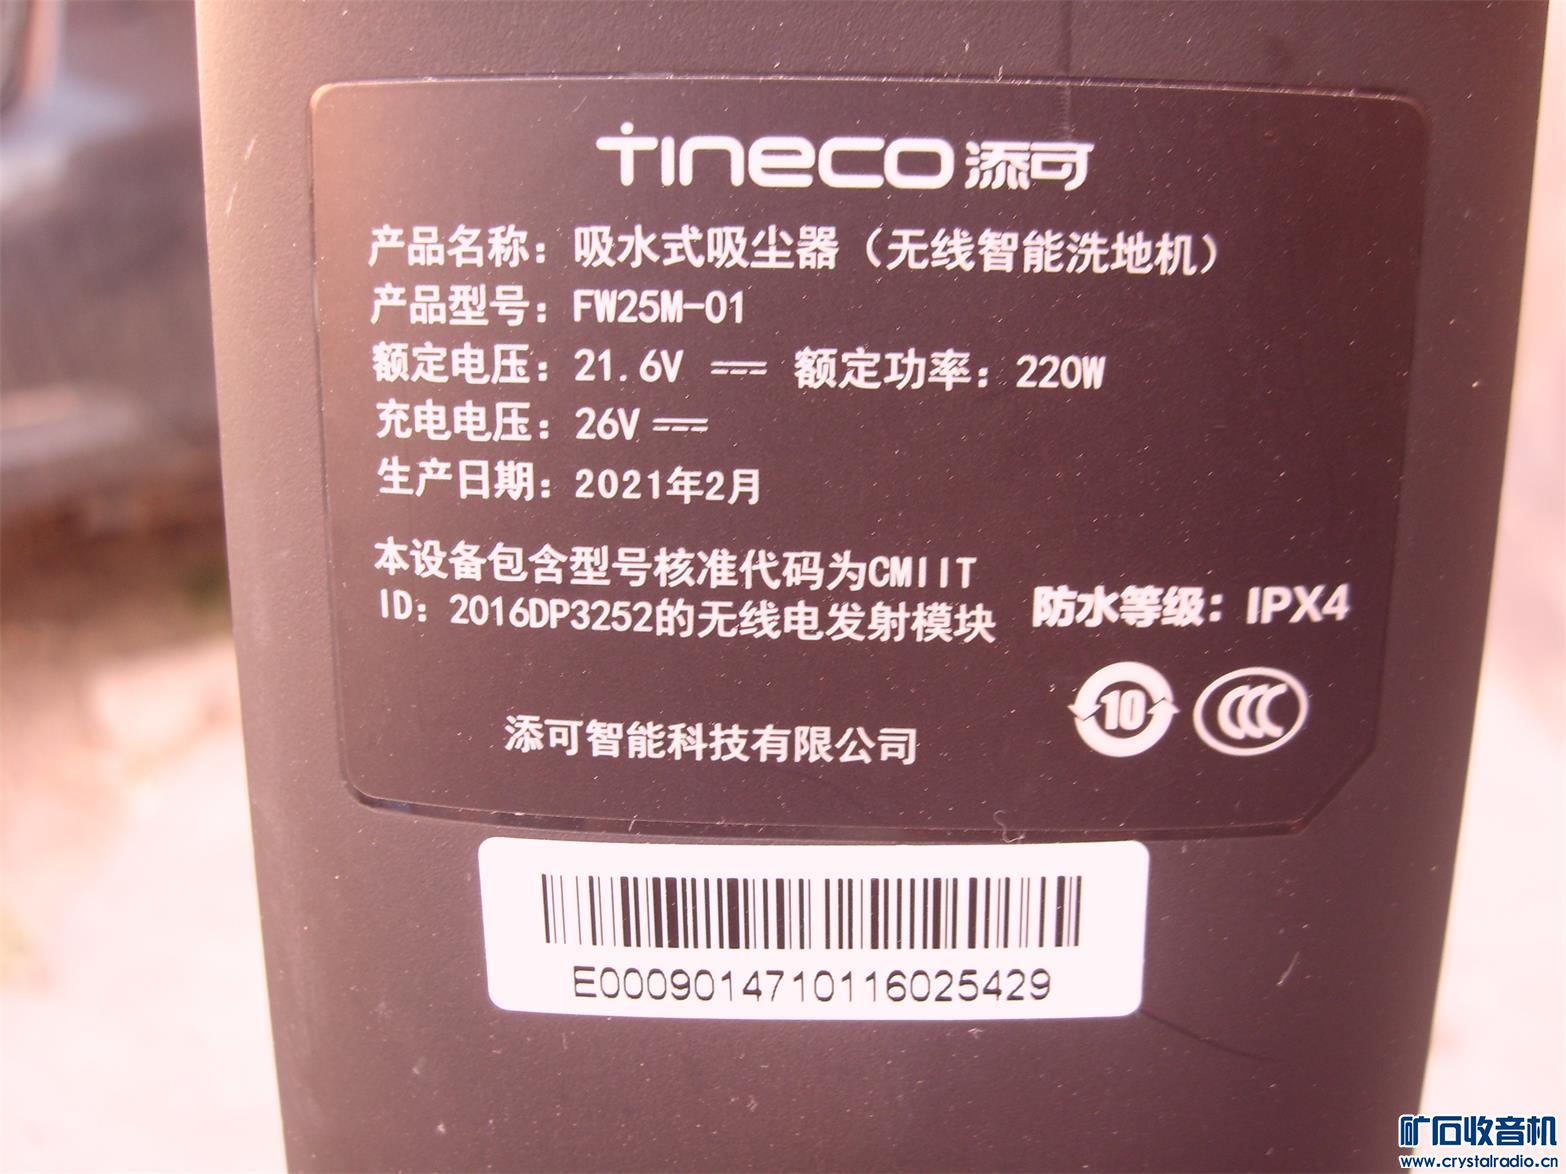 tineco 添可
产品名称：吸水式吸尘器（无线智能洗地机）
产品型号：FW25M-01
额定电压：21.6V ⎓ 额定功率：220W
充电电压：26V ⎓
生产日期：2021年2月
本设备包含型号核准代码为CMIIT
ID：2016DP3252的无线电发射模块
防水等级：IPX4
10
CCC
添可智能科技有限公司
E000901471011602​5429
矿石收音机
www.crystalradio.cn